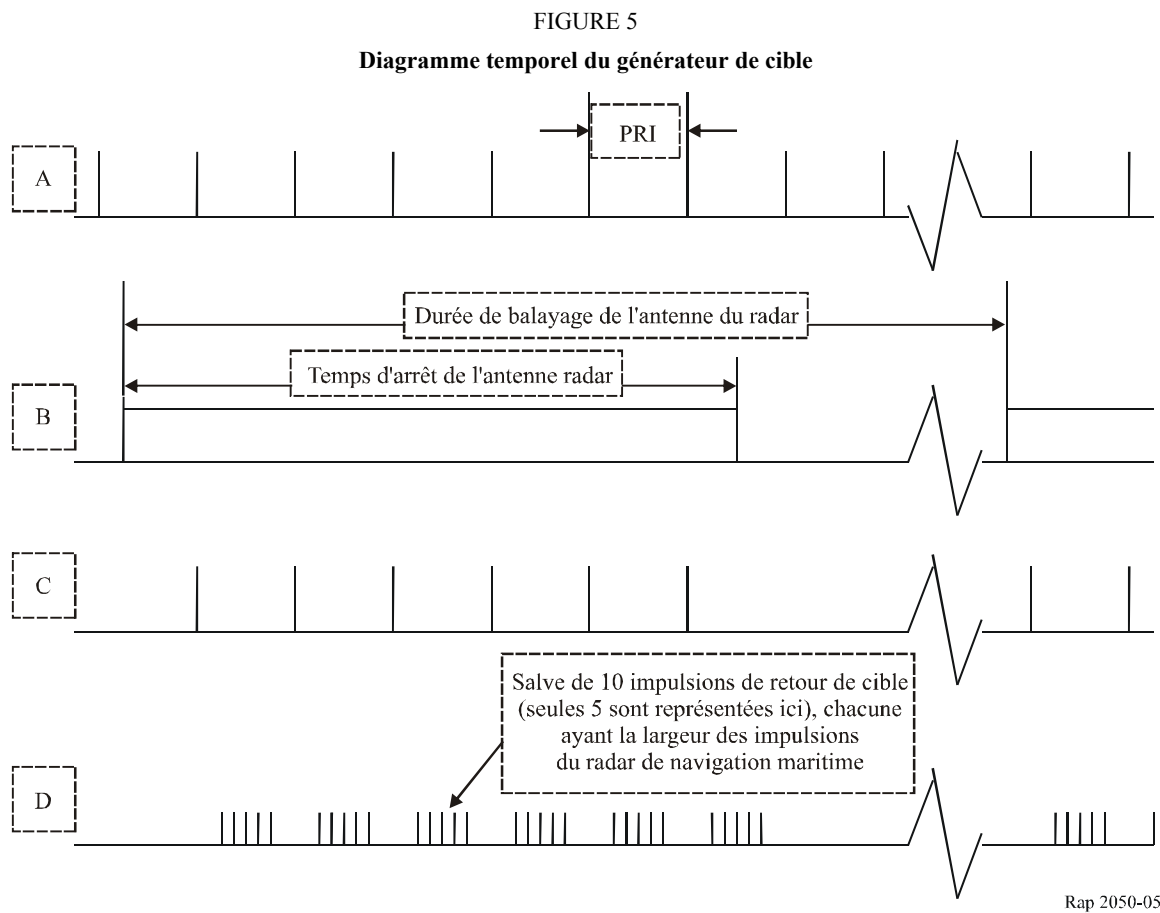 FIGURE 5
Diagramme temporel du générateur de cible
PRI
A
Durée de balayage de l'antenne du radar
Temps d'arrêt de l'antenne radar
B
C
Salve de 10 impulsions de retour de cible
(seules 5 sont représentées ici), chacune
ayant la largeur des impulsions
du radar de navigation maritime
D
Rap 2050-05